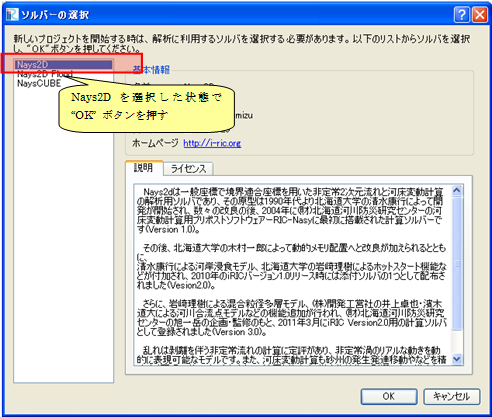 ソルバーの選択
新しいプロジェクトを開始する時は、解析に利用するソルバを選択する必要があります。以下のリストからソルバを選択
し、"OK"ボタンを押してください。
Nays2D
Nays2D Flood
NaysCUBE
基本情報
Nays2D を選択した状態で
"OK" ボタンを押す
mizu
ホームページ http://i-ric.org
説明
ライセンス
Nays2dは一般座標で境界適合座標を用いた非定常2次元流れと河床変動計算
の解析用ソルバであり、その原型は1990年代より北海道大学の清水康行によって開
発が開始され、数々の改良の後、2004年に(財)北海道河川防災研究センターの河
床変動計算用プリポストソフトウェアーRIC-Nasyに最初に搭載された計算ソルバーで
す(Version 1.0)。
その後、北海道大学の木村一郎によって動的メモリ配置へと改良が加えられるととも
に、
清水康行による河岸浸食モデル、北海道大学の岩崎理樹によるホットスタート機能な
どが付加され、2010年のiRICバージョン1.0リリース時には添付ソルバの1つとして配布さ
れました(Vesion2.0)。
さらに、岩崎理樹による混合粒径多層モデル、(株)開発工営社の井上卓也・濱木
道大による河川合流点モデルなどの機能追加が行われ、(財)北海道河川防災研究
センターの旭一岳の企画・監修のもと、2011年3月にiRIC Version2.0用の計算ソルバ
として登録されました(Version 3.0)。
乱れは剥離を伴う非定常流れの計算に定評があり、非定常渦のリアルな動きを動
的に表現可能なモデルです。また、河床変動計算も砂州の発生発達移動やなどを積
OK
キャンセル